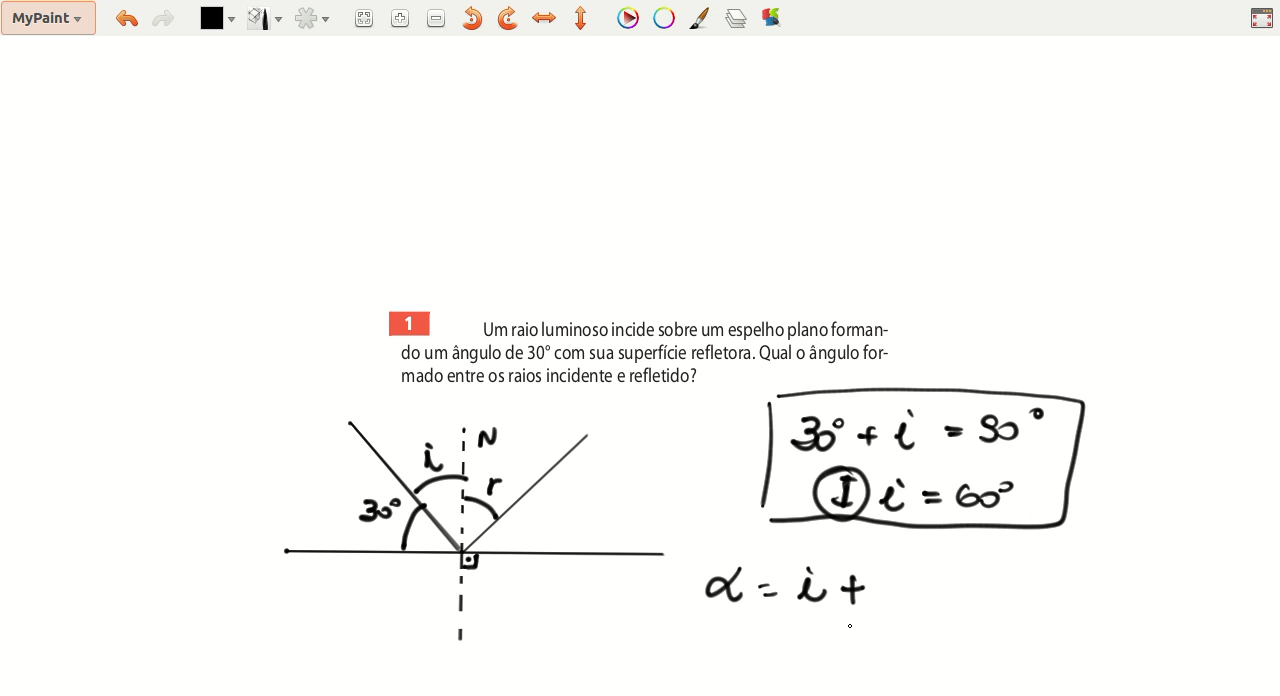 MyPaint
1
Um raio luminoso incide sobre um espelho plano forman-
do um ângulo de 30° com sua superfície refletora. Qual o ângulo for-
mado entre os raios incidente e refletido?
30° + i = 90°
I i = 60°
N
i
r
30°
α = i +